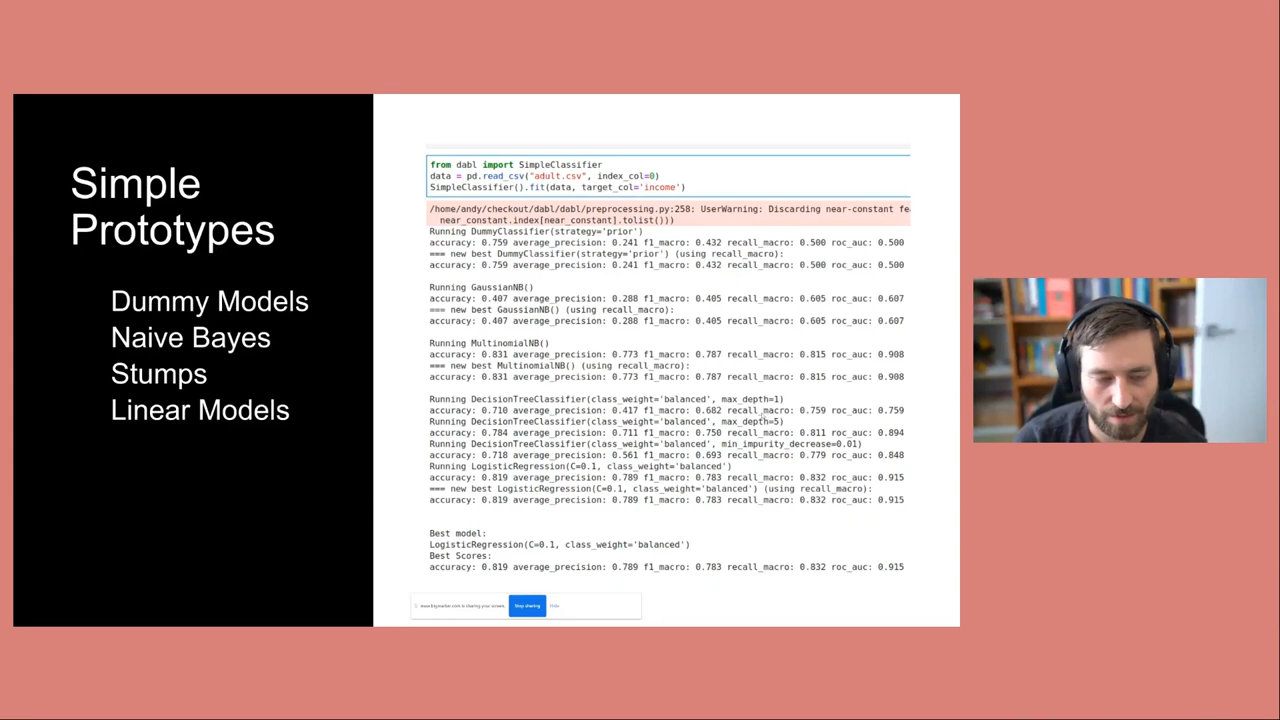 Simple
Prototypes
Dummy Models
Naive Bayes
Stumps
Linear Models
from dabl import SimpleClassifier
data = pd.read_csv("adult.csv", index_col=0)
SimpleClassifier().fit(data, target_col='income')
/home/andy/checkout/dabl/dabl/preprocessing.py:258: UserWarning: Discarding near-constant fe
near_constant.index[near_constant].tolist()))
Running DummyClassifier(strategy='prior')
accuracy: 0.759 average_precision: 0.241 f1_macro: 0.432 recall_macro: 0.500 roc_auc: 0.500
=== new best DummyClassifier(strategy='prior') (using recall_macro):
accuracy: 0.759 average_precision: 0.241 f1_macro: 0.432 recall_macro: 0.500 roc_auc: 0.500
Running GaussianNB()
accuracy: 0.407 average_precision: 0.288 f1_macro: 0.405 recall_macro: 0.605 roc_auc: 0.607
=== new best GaussianNB() (using recall_macro):
accuracy: 0.407 average_precision: 0.288 f1_macro: 0.405 recall_macro: 0.605 roc_auc: 0.607
Running MultinomialNB()
accuracy: 0.831 average_precision: 0.773 f1_macro: 0.787 recall_macro: 0.815 roc_auc: 0.908
=== new best MultinomialNB() (using recall_macro):
accuracy: 0.831 average_precision: 0.773 f1_macro: 0.787 recall_macro: 0.815 roc_auc: 0.908
Running DecisionTreeClassifier(class_weight='balanced', max_depth=1)
accuracy: 0.710 average_precision: 0.417 f1_macro: 0.682 recall_macro: 0.759 roc_auc: 0.759
Running DecisionTreeClassifier(class_weight='balanced', max_depth=5)
accuracy: 0.784 average_precision: 0.711 f1_macro: 0.750 recall_macro: 0.811 roc_auc: 0.894
Running DecisionTreeClassifier(class_weight='balanced', min_impurity_decrease=0.01)
accuracy: 0.718 average_precision: 0.561 f1_macro: 0.693 recall_macro: 0.779 roc_auc: 0.848
Running LogisticRegression(C=0.1, class_weight='balanced')
accuracy: 0.819 average_precision: 0.789 f1_macro: 0.783 recall_macro: 0.832 roc_auc: 0.915
=== new best LogisticRegression(C=0.1, class_weight='balanced') (using recall_macro):
accuracy: 0.819 average_precision: 0.789 f1_macro: 0.783 recall_macro: 0.832 roc_auc: 0.915
Best model:
LogisticRegression(C=0.1, class_weight='balanced')
Best Scores:
accuracy: 0.819 average_precision: 0.789 f1_macro: 0.783 recall_macro: 0.832 roc_auc: 0.915
www.bigmarker.com is sharing your screen. Stop sharing Hide